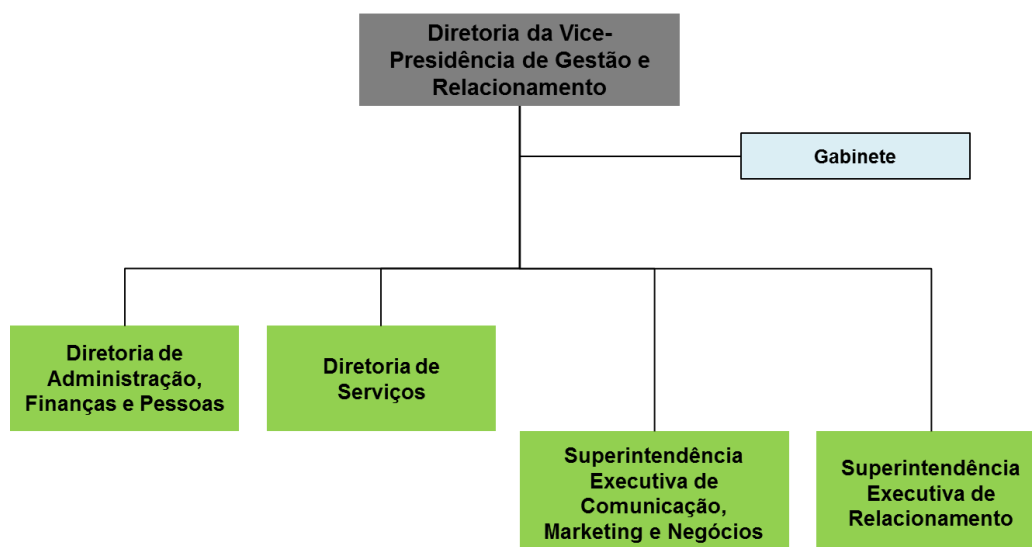 Diretoria da Vice-
Presidência de Gestão e
Relacionamento
Gabinete
Diretoria de
Administração,
Finanças e Pessoas
Diretoria de
Serviços
Superintendência
Executiva de
Comunicação,
Marketing e Negócios
Superintendência
Executiva de
Relacionamento